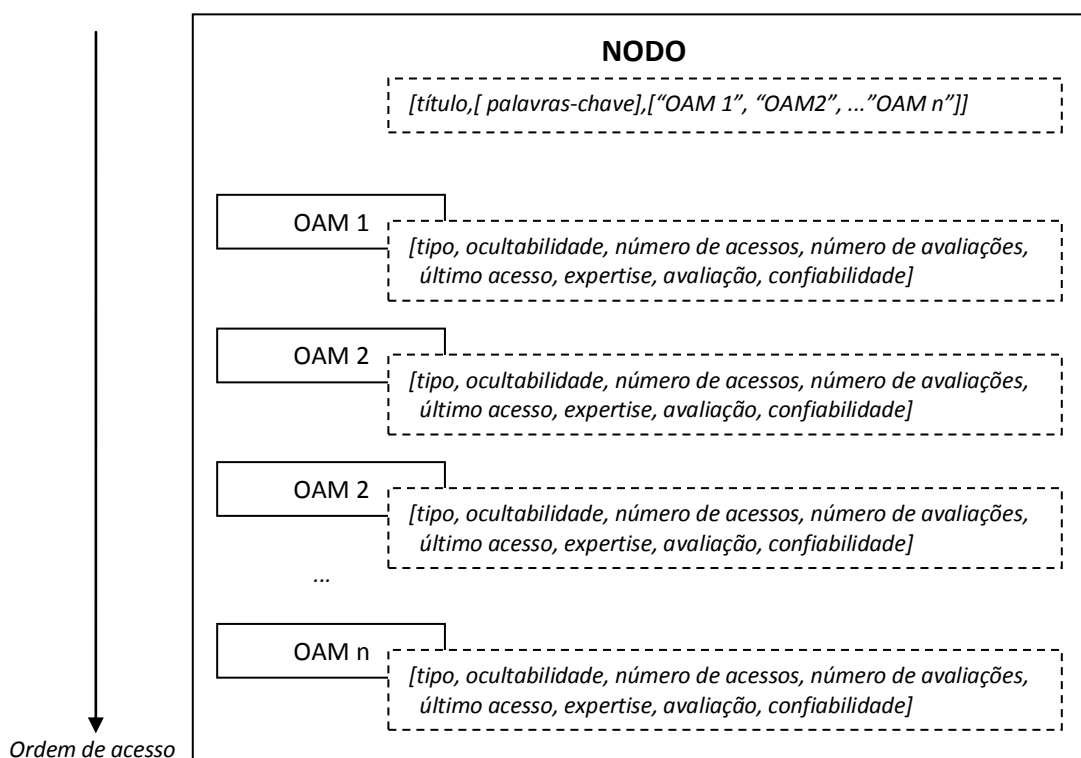 NODO
[título,[ palavras-chave],[“OAM 1”, “OAM2”, ...”OAM n”]]
OAM 1
[tipo, ocultabilidade, número de acessos, número de avaliações,
último acesso, expertise, avaliação, confiabilidade]
OAM 2
[tipo, ocultabilidade, número de acessos, número de avaliações,
último acesso, expertise, avaliação, confiabilidade]
OAM 2
[tipo, ocultabilidade, número de acessos, número de avaliações,
último acesso, expertise, avaliação, confiabilidade]
...
OAM n
[tipo, ocultabilidade, número de acessos, número de avaliações,
último acesso, expertise, avaliação, confiabilidade]
Ordem de acesso